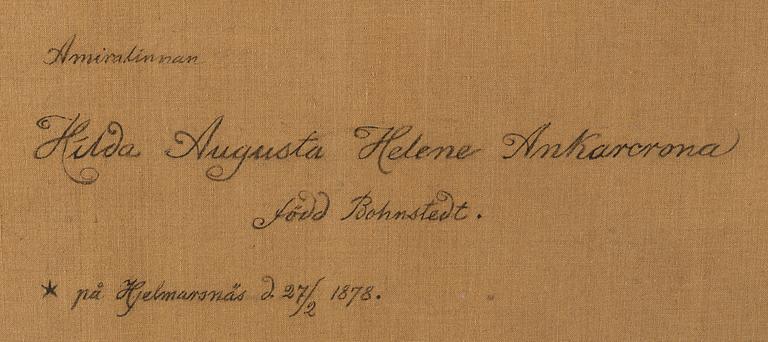 Amiralinnan
Hilda Augusta Helene Ankarcrona
född Bohnstedt.
* på Hjelmarsnäs d. 27/2 1878.